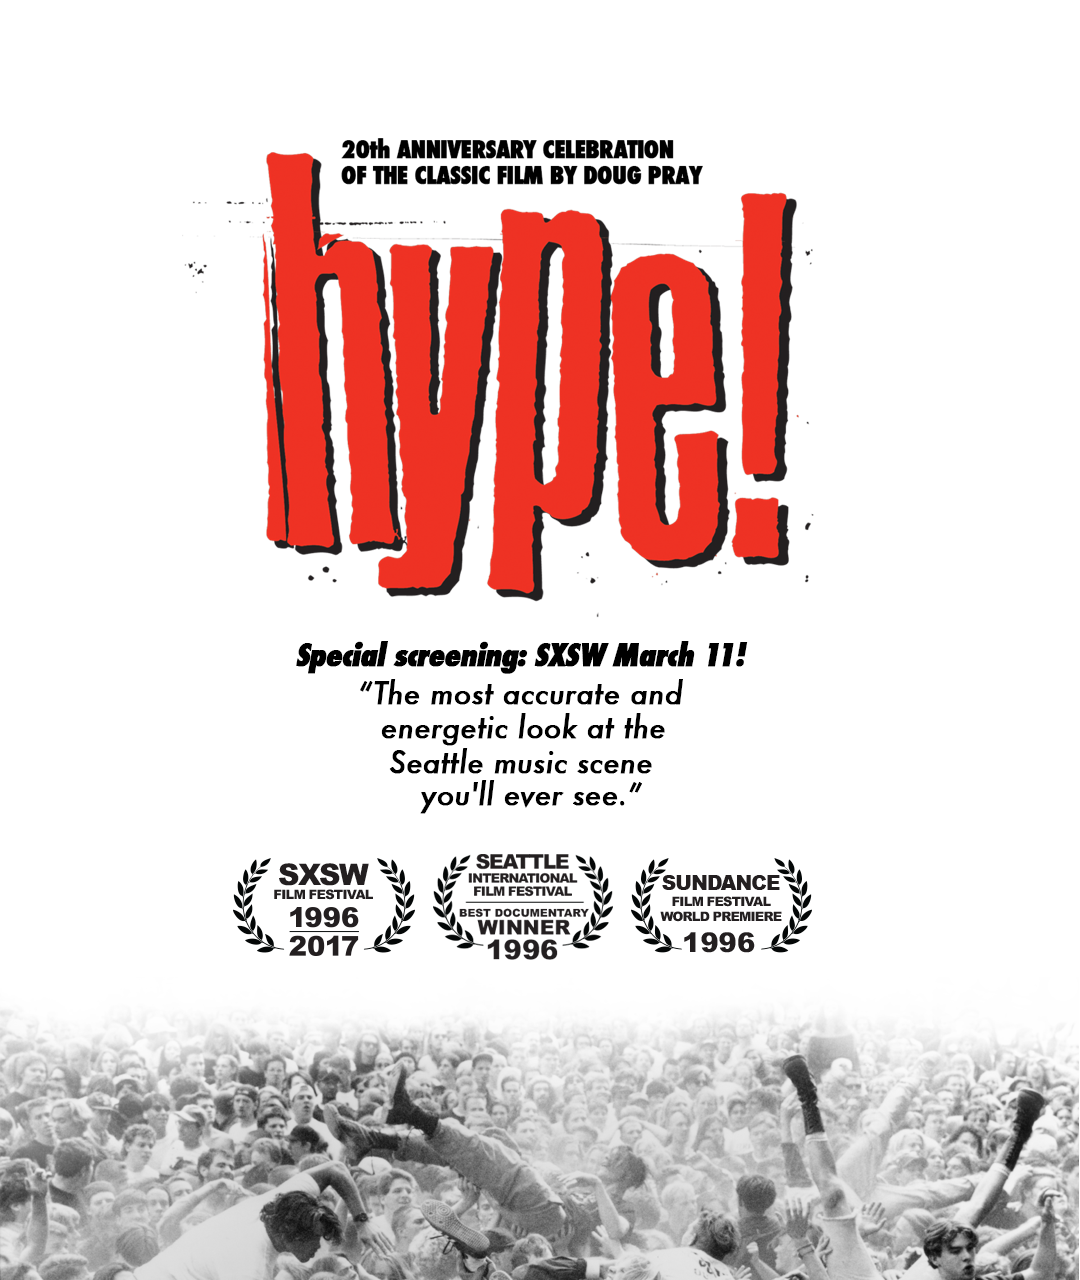 20th ANNIVERSARY CELEBRATION
OF THE CLASSIC FILM BY DOUG PRAY
hype!
Special screening: SXSW March 11!
“The most accurate and
energetic look at the
Seattle music scene
you'll ever see.”
SXSW
FILM FESTIVAL
1996
2017
SEATTLE
INTERNATIONAL
FILM FESTIVAL
BEST DOCUMENTARY
WINNER
1996
SUNDANCE
FILM FESTIVAL
WORLD PREMIERE
1996